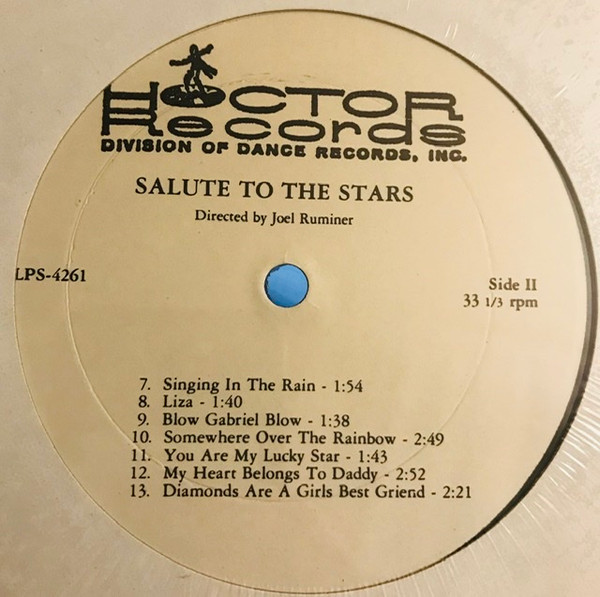 HOCTOR
Records
DIVISION OF DANCE RECORDS, INC.
SALUTE TO THE STARS
Directed by Joel Ruminer
LPS-4261
Side II
33 1/3 rpm
7. Singing In The Rain - 1:54
8. Liza - 1:40
9. Blow Gabriel Blow - 1:38
10. Somewhere Over The Rainbow - 2:49
11. You Are My Lucky Star - 1:43
12. My Heart Belongs To Daddy - 2:52
13. Diamonds Are A Girls Best Griend - 2:21